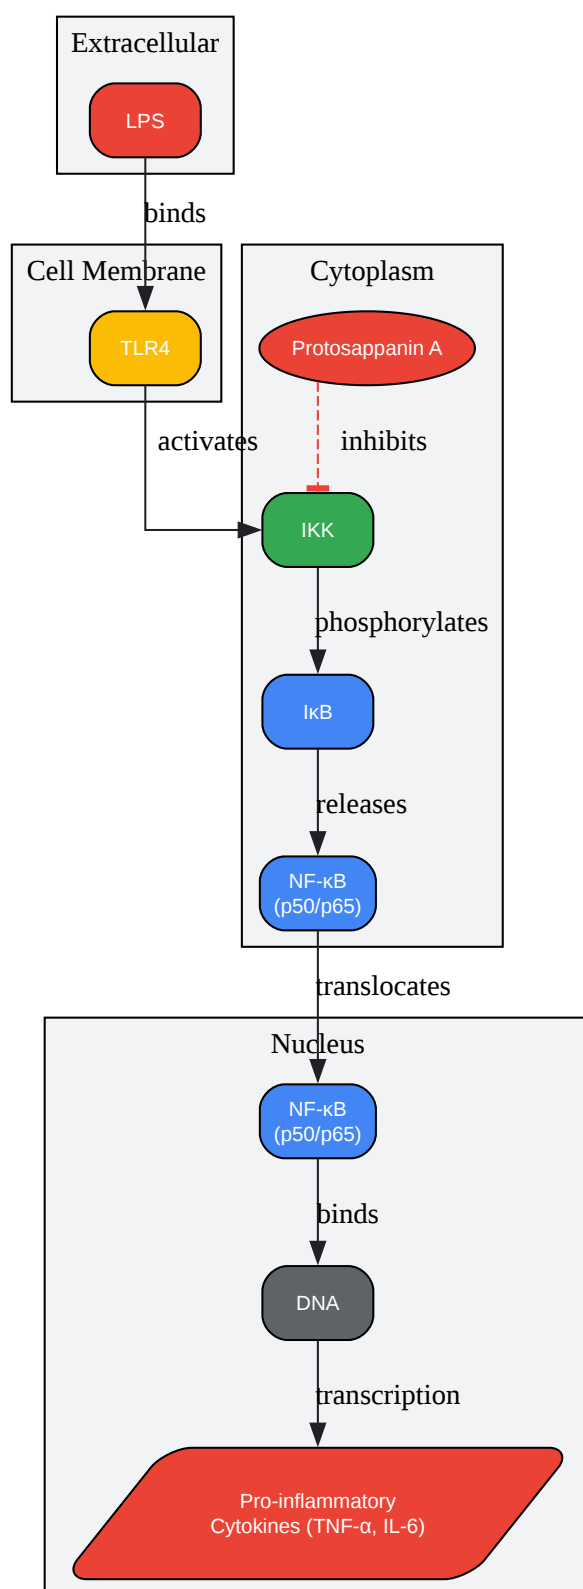 Extracellular
LPS
binds
Cell Membrane
Cytoplasm
TLR4
Protosappanin A
activates
inhibits
IKK
phosphorylates
IκB
releases
NF-κB
(p50/p65)
translocates
Nucleus
NF-κB
(p50/p65)
binds
DNA
transcription
Pro-inflammatory
Cytokines (TNF-α, IL-6)